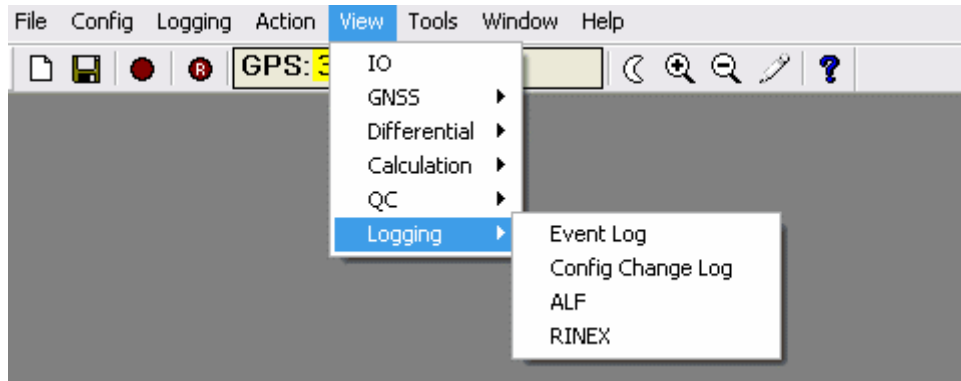 File Config Logging Action View Tools Window Help
R GPS: 3 ?
IO
GNSS
Differential
Calculation
QC
Logging
Event Log
Config Change Log
ALF
RINEX